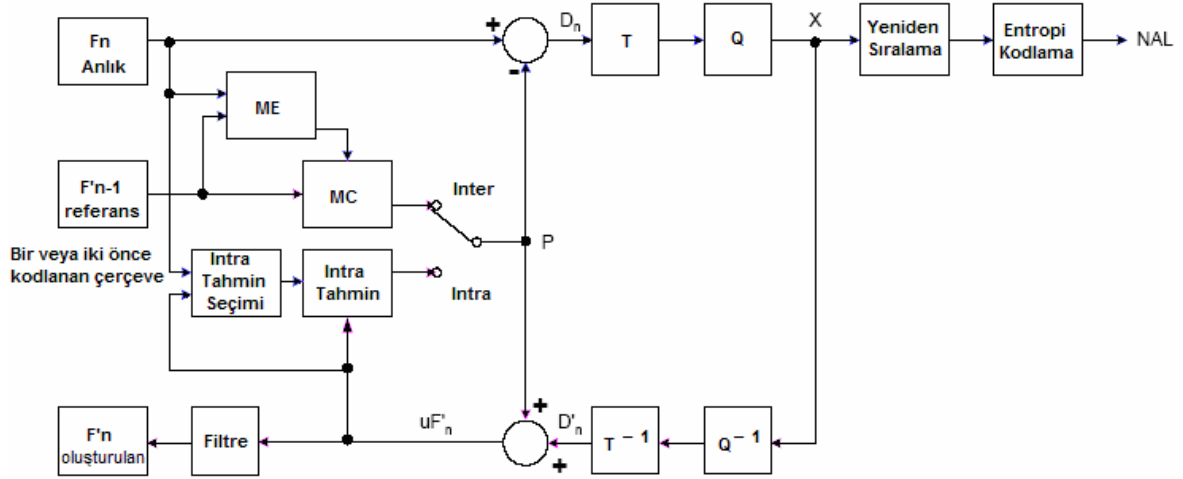 Fn
Anlık
+
-
Dn
T
Q
X
Yeniden
Sıralama
Entropi
Kodlama
NAL
ME
F'n-1
referans
MC
Inter
P
Bir veya iki önce
kodlanan çerçeve
Intra
Tahmin
Seçimi
Intra
Tahmin
Intra
F'n
oluşturulan
Filtre
uF'n
+
+
D'n
T – 1
Q – 1